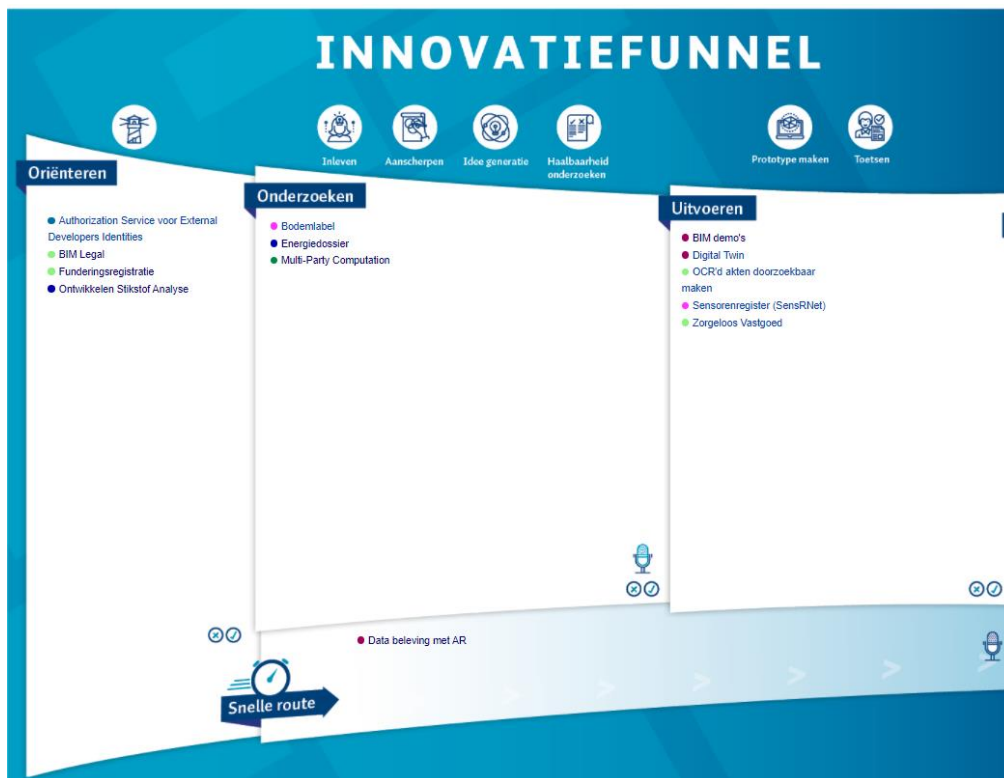 INNOVATIEFUNNEL
Inleven
Aanscherpen
Idee generatie
Haalbaarheid
onderzoeken
Prototype maken
Toetsen
Oriënteren
Authorization Service voor External
Developers Identities
BIM Legal
Funderingsregistratie
Ontwikkelen Stikstof Analyse
Onderzoeken
Bodemlabel
Energiedossier
Multi-Party Computation
Uitvoeren
BIM demo's
Digital Twin
OCR'd akten doorzoekbaar
maken
Sensorenregister (SensRNet)
Zorgeloos Vastgoed
Data beleving met AR
Snelle route